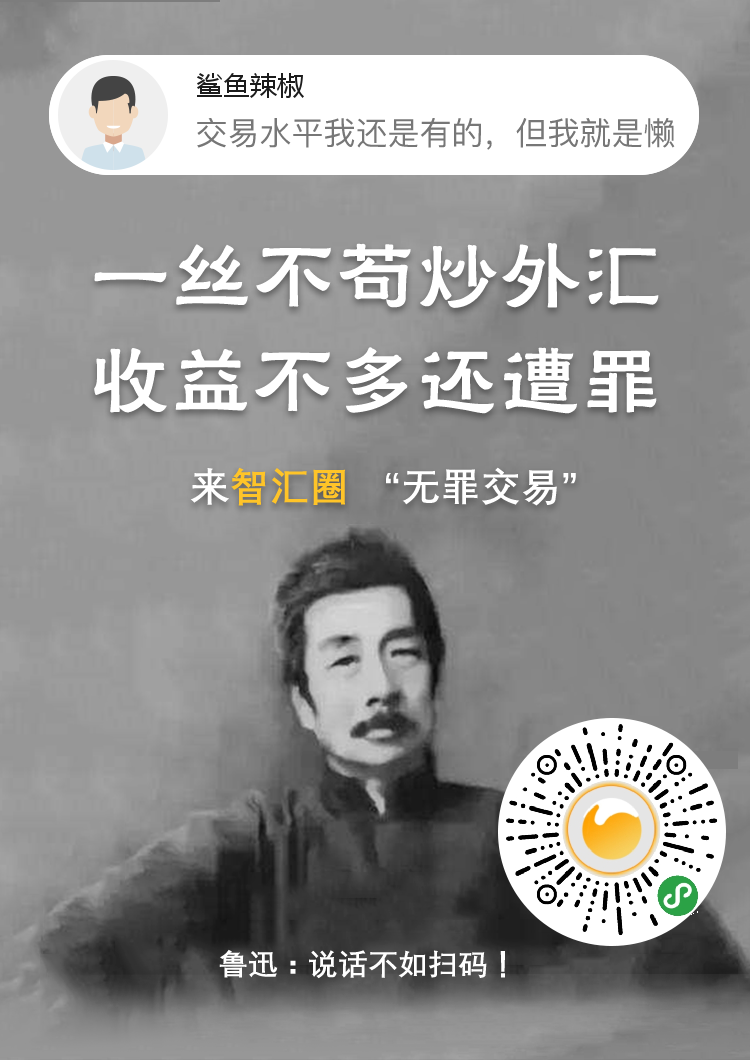 鲨鱼辣椒
交易水平我还是有的，但我就是懒
一丝不苟炒外汇
收益不多还遭罪
来智汇圈 “无罪交易”
鲁迅：说话不如扫码！